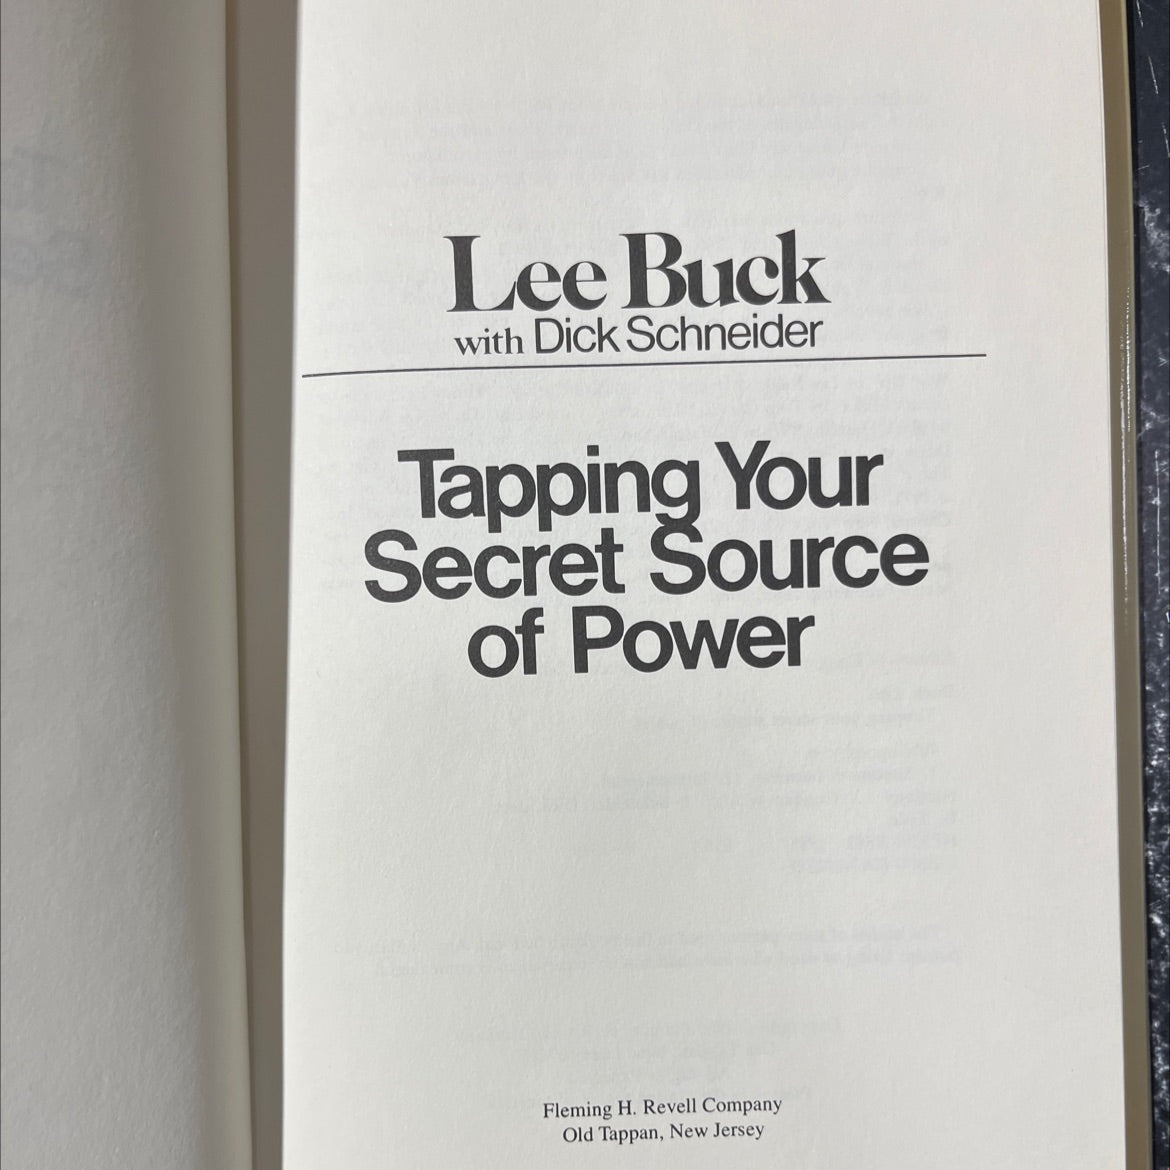 Lee Buck
with Dick Schneider
Tapping Your
Secret Source
of Power
Fleming H. Revell Company
Old Tappan, New Jersey